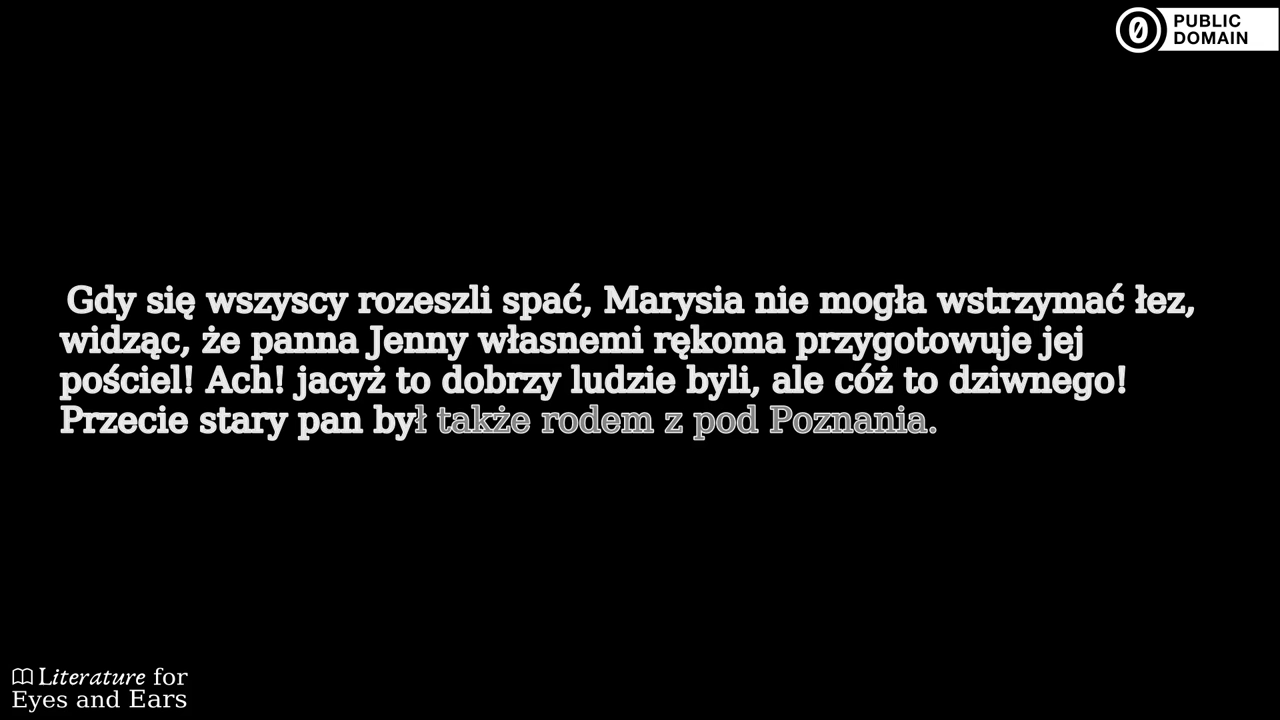 PUBLIC
DOMAIN
Gdy się wszyscy rozeszli spać, Marysia nie mogła wstrzymać łez,
widząc, że panna Jenny własnemi rękoma przygotowuje jej
pościel! Ach! jacyż to dobrzy ludzie byli, ale cóż to dziwnego!
Przecie stary pan był także rodem z pod Poznania.
Literature for
Eyes and Ears